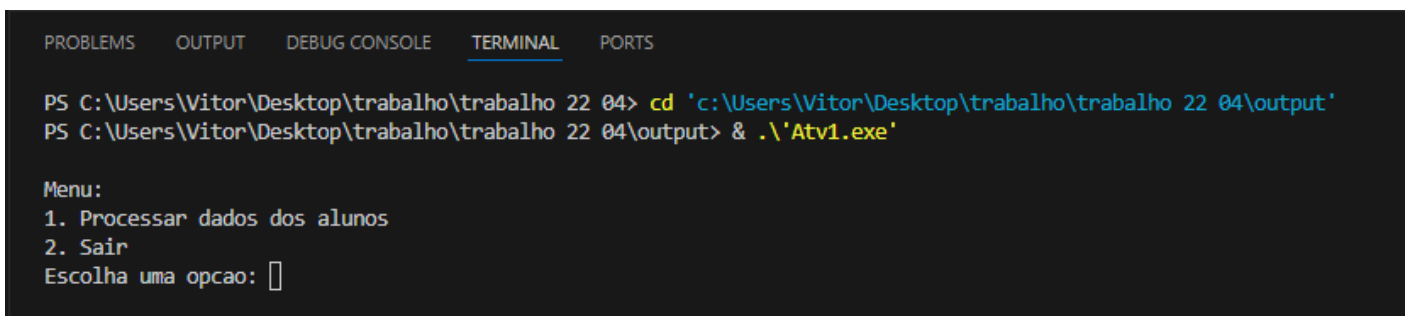 PROBLEMS OUTPUT DEBUG CONSOLE TERMINAL PORTS
PS C:\Users\Vitor\Desktop\trabalho\trabalho 22 04> cd 'c:\Users\Vitor\Desktop\trabalho\trabalho 22 04\output'
PS C:\Users\Vitor\Desktop\trabalho\trabalho 22 04\output> & .\'Atv1.exe'
Menu:
1. Processar dados dos alunos
2. Sair
Escolha uma opcao: